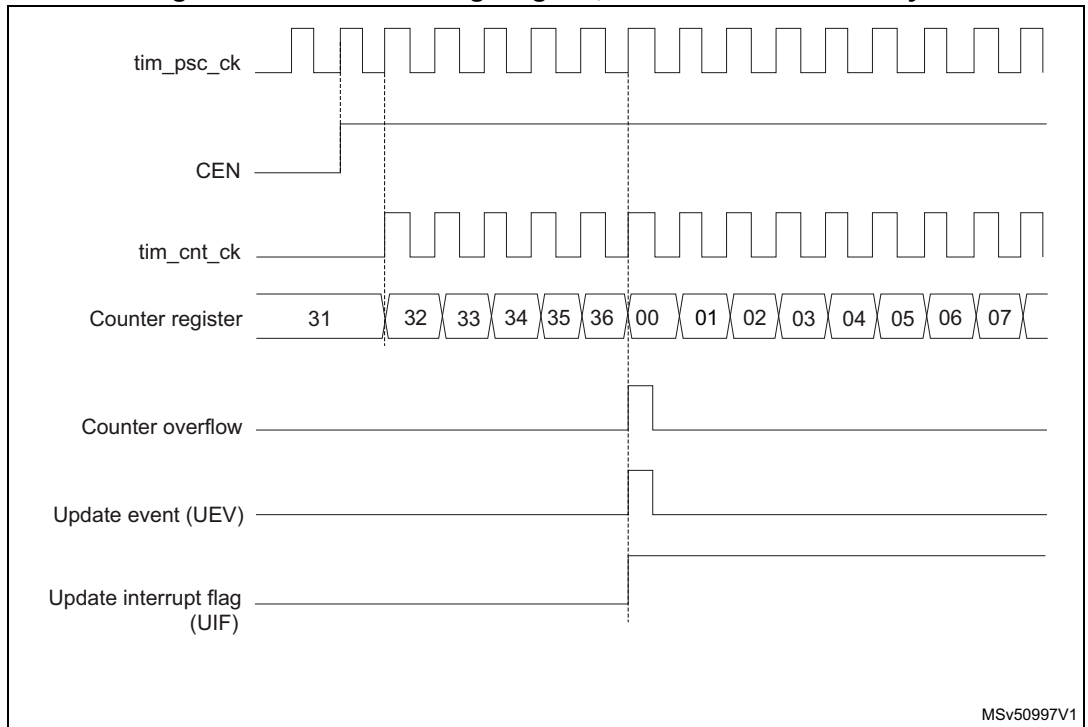 tim_psc_ck
CEN
tim_cnt_ck
Counter register 31 32 33 34 35 36 00 01 02 03 04 05 06 07
Counter overflow
Update event (UEV)
Update interrupt flag
(UIF)
MSv50997V1